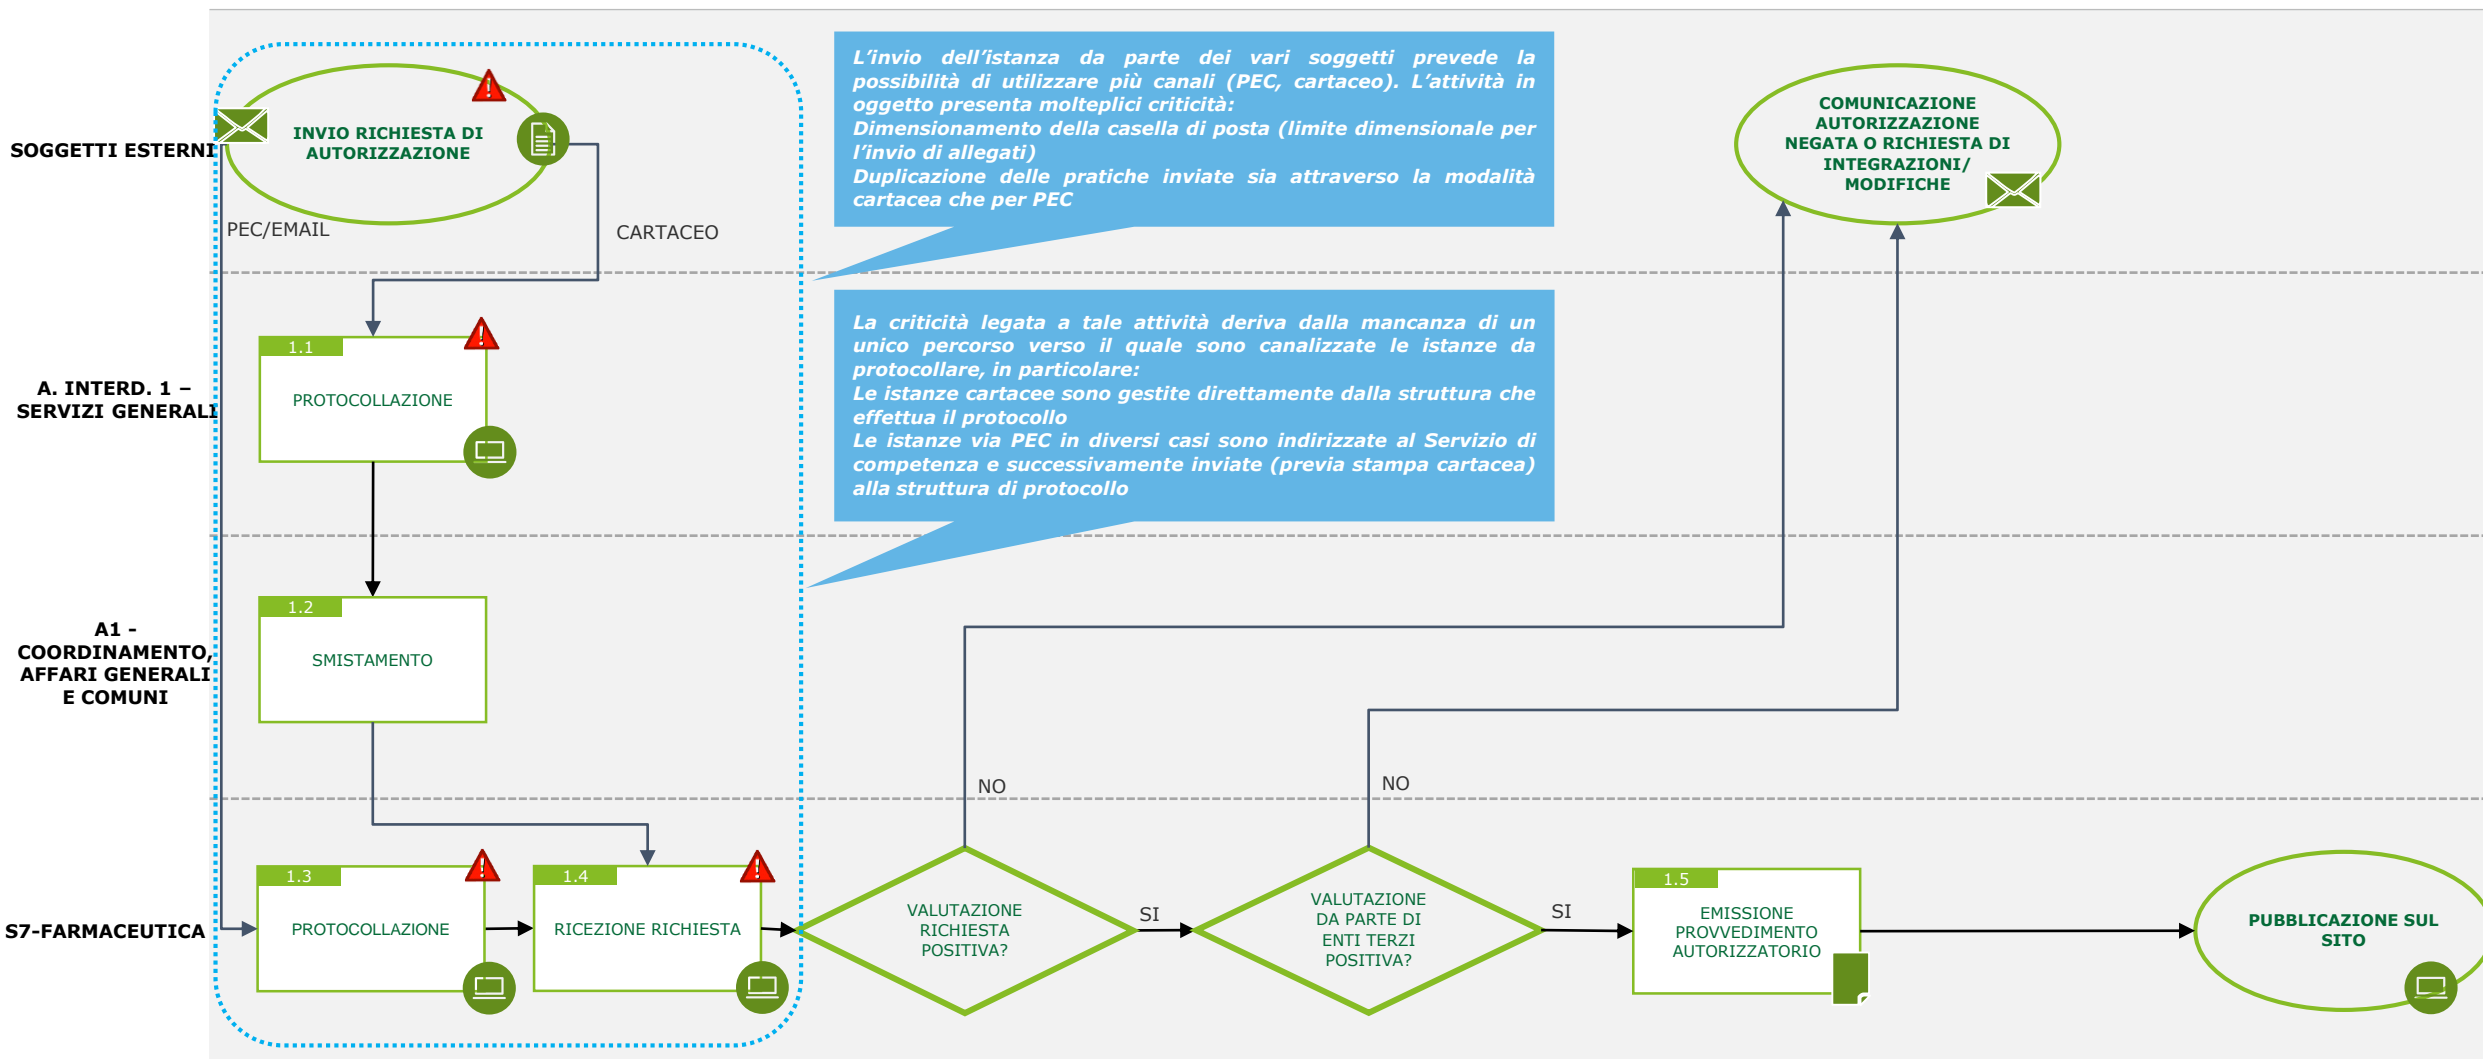 SOGGETTI ESTERNI
INVIO RICHIESTA DI
AUTORIZZAZIONE
PEC/EMAIL
CARTACEO
L’invio dell’istanza da parte dei vari soggetti prevede la
possibilità di utilizzare più canali (PEC, cartaceo). L’attività in
oggetto presenta molteplici criticità:
Dimensionamento della casella di posta (limite dimensionale per
l’invio di allegati)
Duplicazione delle pratiche inviate sia attraverso la modalità
cartacea che per PEC
COMUNICAZIONE
AUTORIZZAZIONE
NEGATA O RICHIESTA DI
INTEGRAZIONI/
MODIFICHE
A. INTERD. 1 –
SERVIZI GENERALI
1.1
PROTOCOLLAZIONE
La criticità legata a tale attività deriva dalla mancanza di un
unico percorso verso il quale sono canalizzate le istanze da
protocollare, in particolare:
Le istanze cartacee sono gestite direttamente dalla struttura che
effettua il protocollo
Le istanze via PEC in diversi casi sono indirizzate al Servizio di
competenza e successivamente inviate (previa stampa cartacea)
alla struttura di protocollo
A1 -
COORDINAMENTO,
AFFARI GENERALI
E COMUNI
1.2
SMISTAMENTO
NO
NO
S7-FARMACEUTICA
1.3
PROTOCOLLAZIONE
1.4
RICEZIONE RICHIESTA
VALUTAZIONE
RICHIESTA
POSITIVA?
SI
VALUTAZIONE
DA PARTE DI
ENTI TERZI
POSITIVA?
SI
1.5
EMISSIONE
PROVVEDIMENTO
AUTORIZZATORIO
PUBBLICAZIONE SUL
SITO